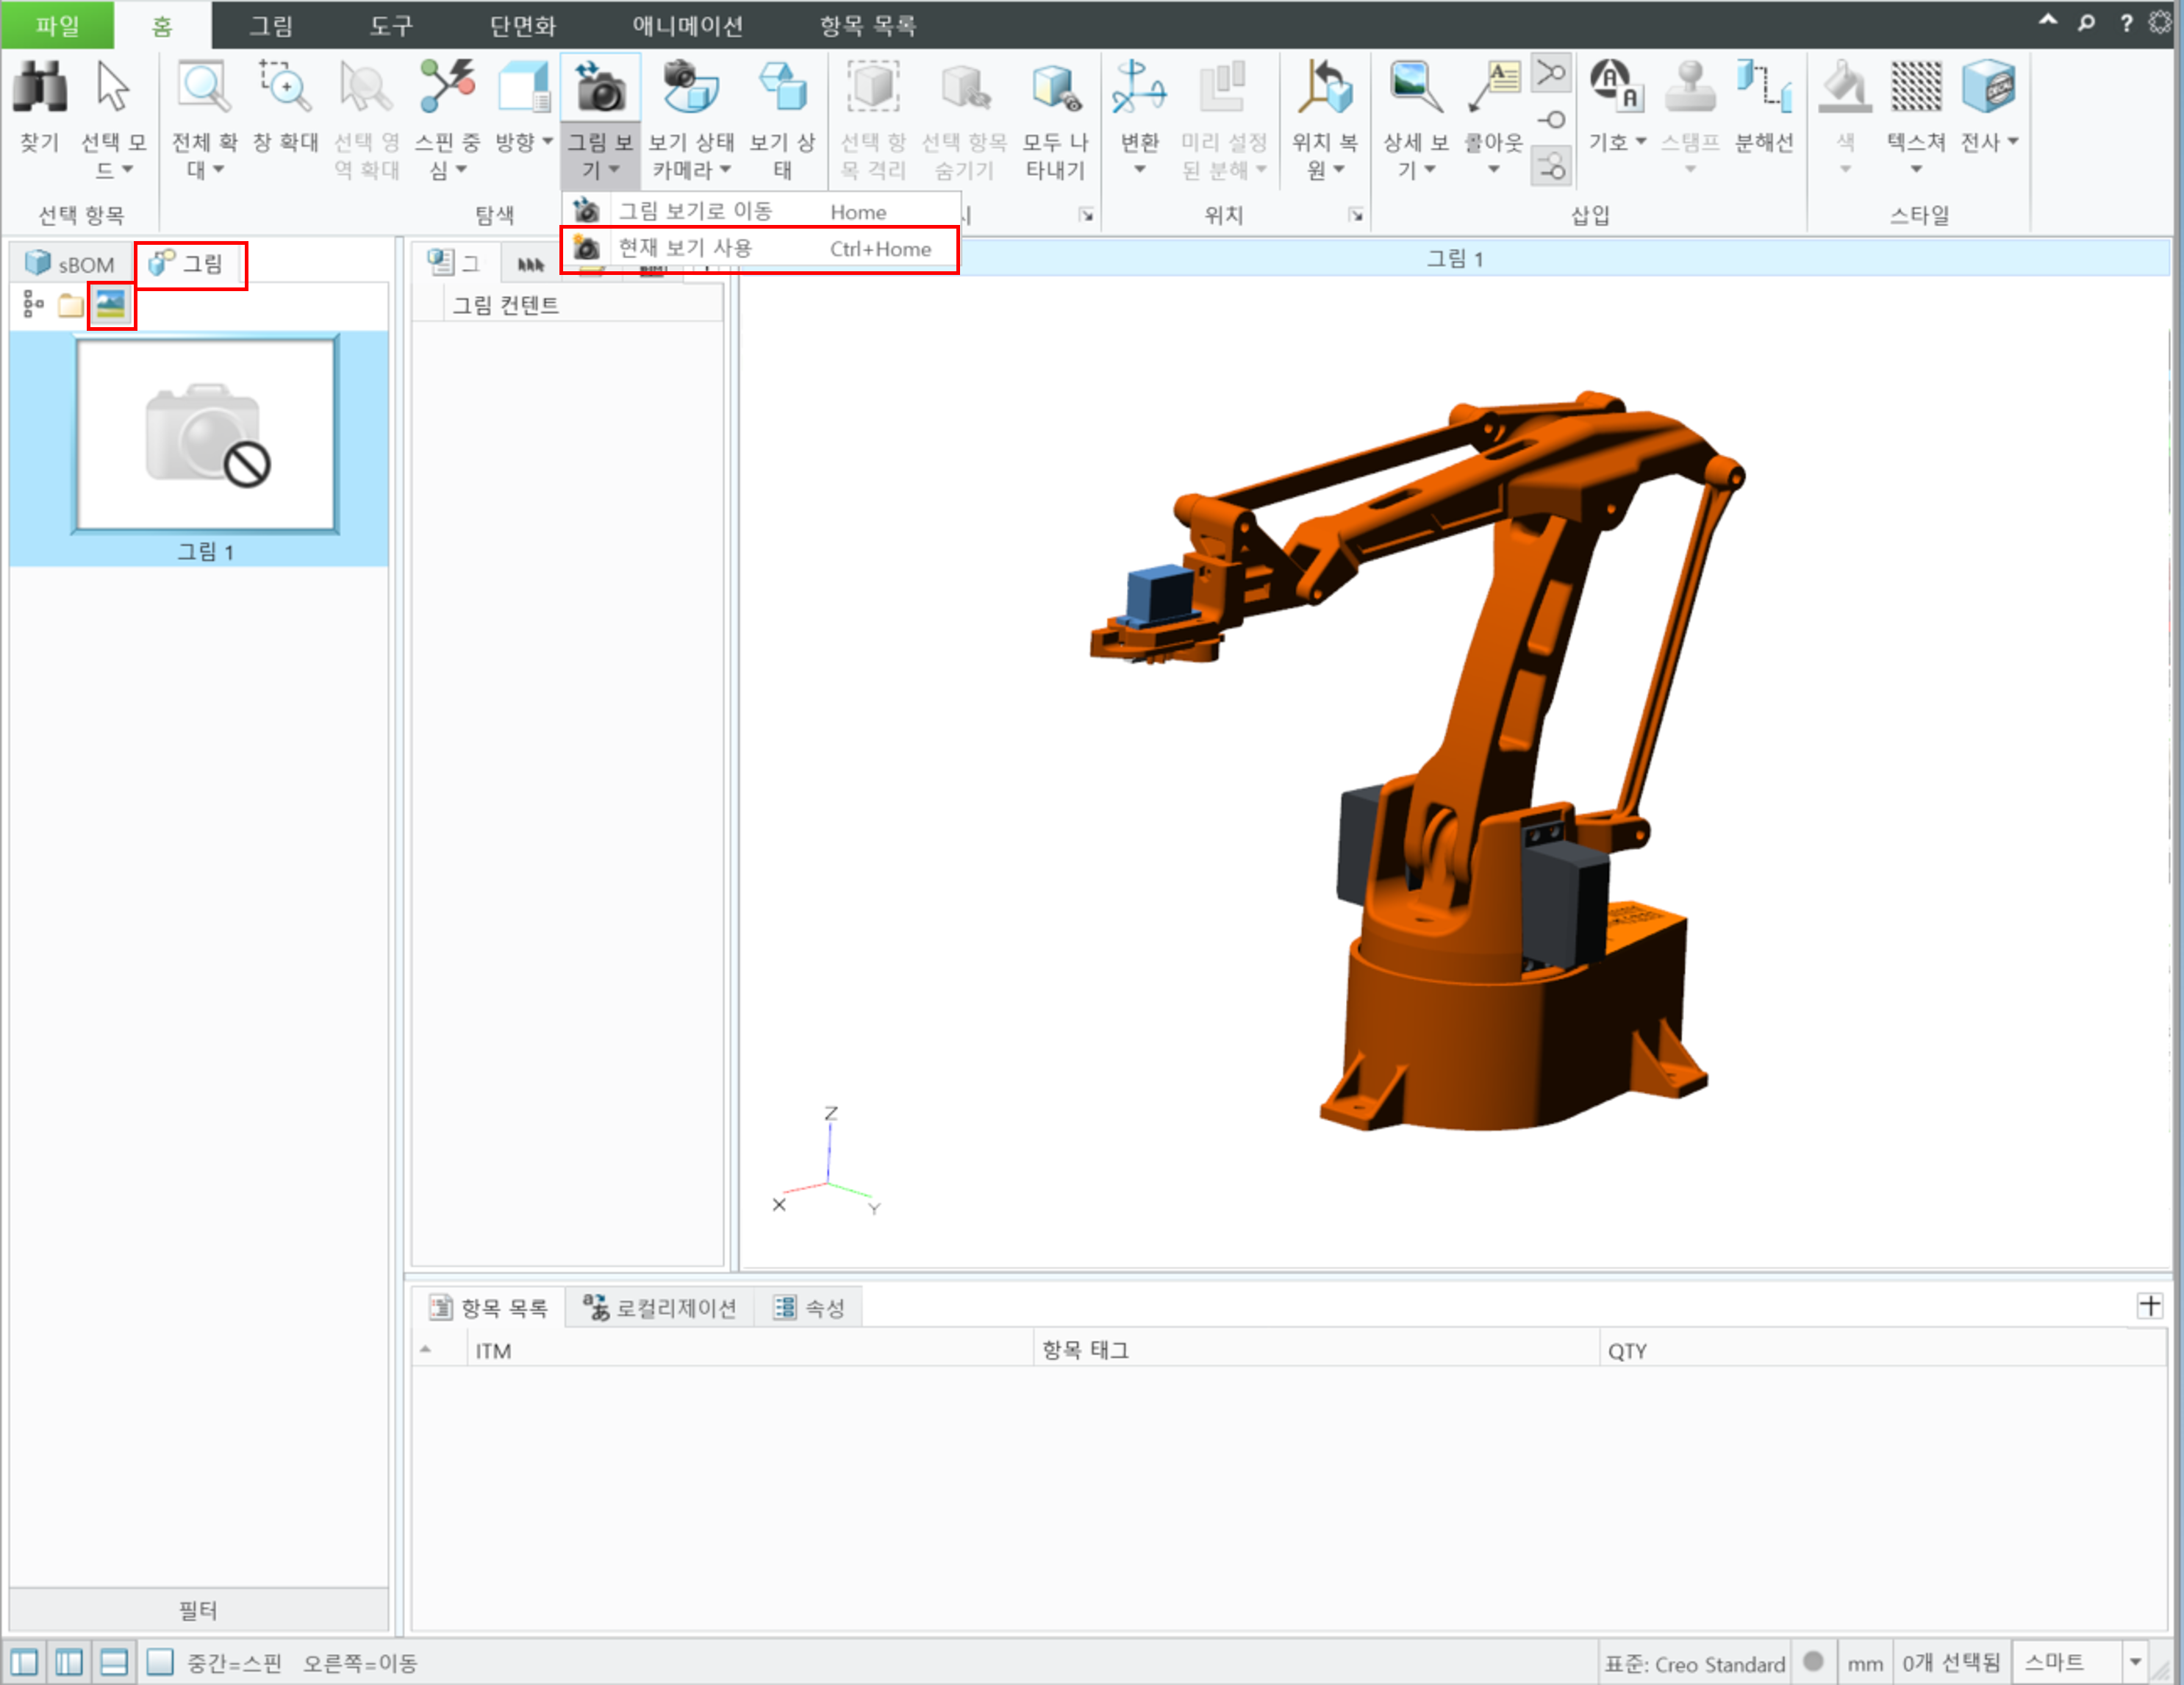 파일 홈 그림 도구 단면화 애니메이션 항목 목록
찾기 선택 모드 전체 확대 창 확대 선택 영역 확대 스핀 중심 방향 그림 보기 보기 상태 카메라 보기 상태 선택 항목 격리 선택 항목 숨기기 모두 나타내기 변환 미리 설정된 분해 위치 복원 상세 보기 콜아웃 기호 스탬프 분해선 색 텍스쳐 전사
선택 항목 탐색 위치 삽입 스타일
그림 보기로 이동 Home
현재 보기 사용 Ctrl+Home
sBOM 그림 그
그림 1
그림 컨텐트
그림 1
Z
X
Y
항목 목록 로컬리제이션 속성
ITM 항목 태그 QTY
필터
중간=스핀 오른쪽=이동 표준: Creo Standard mm 0개 선택됨 스마트